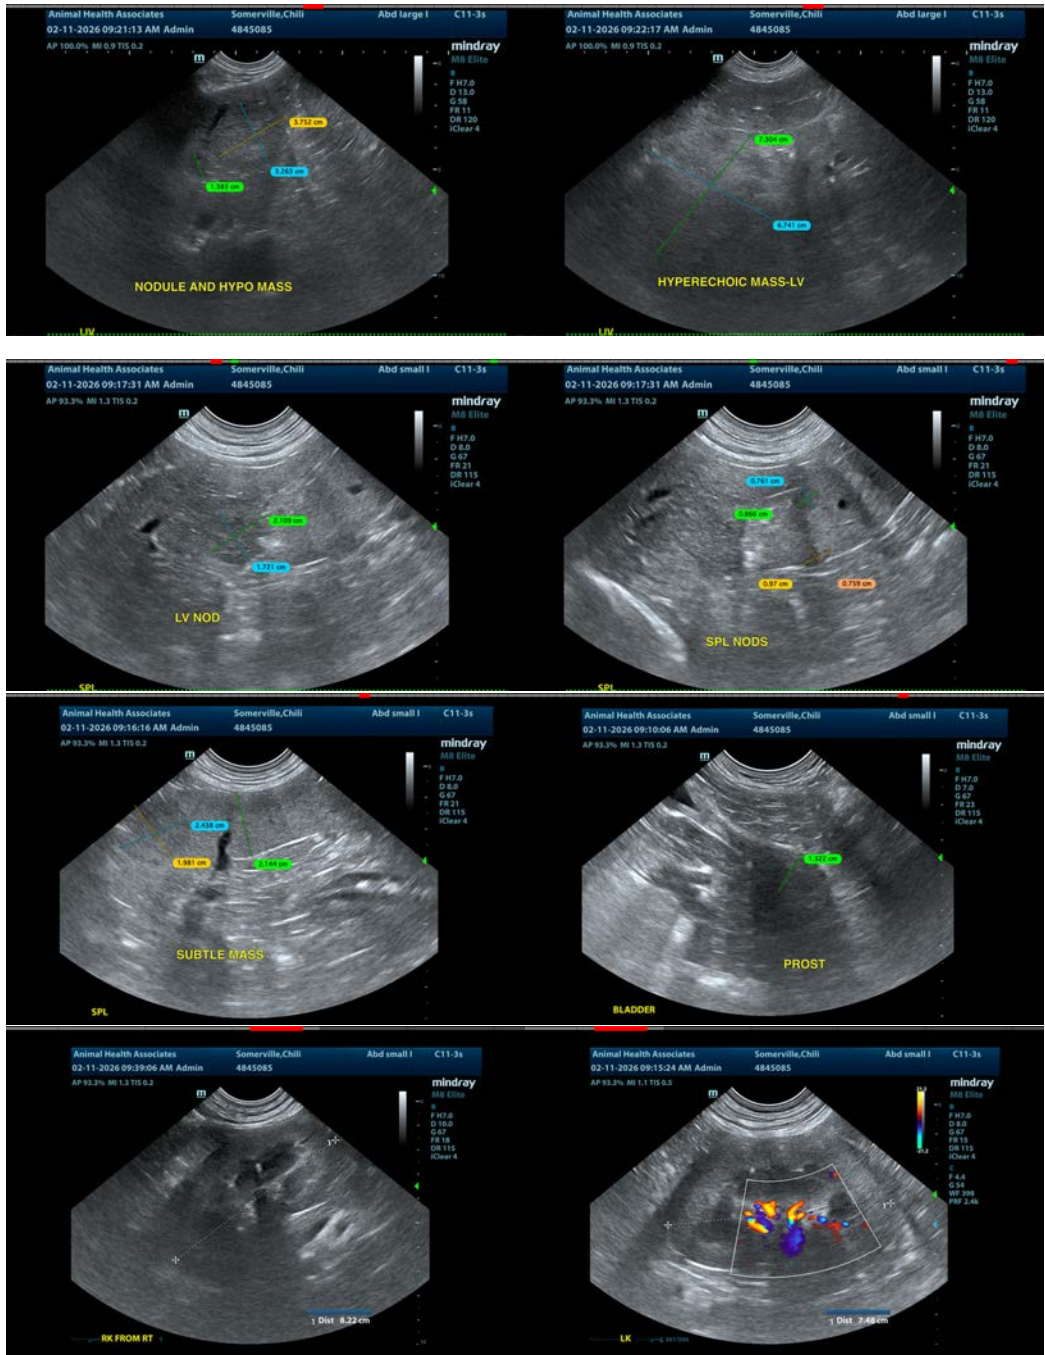 Animal Health Associates Somerville,Chili Abd large I C11-3s
02-11-2026 09:21:13 AM Admin 4845085
AP 100.0% MI 0.9 TIS 0.2
mindray
M8 Elite
B
F H7.0
D 13.0
G 58
FR 11
DR 120
iClear 4
3.752 cm
3.263 cm
1.383 cm
NODULE AND HYPO MASS
LIV
Animal Health Associates Somerville,Chili Abd large I C11-3s
02-11-2026 09:22:17 AM Admin 4845085
AP 100.0% MI 0.9 TIS 0.2
mindray
M8 Elite
B
F H7.0
D 13.0
G 58
FR 11
DR 120
iClear 4
7.304 cm
6.741 cm
HYPERECHOIC MASS-LV
LIV
Animal Health Associates Somerville,Chili Abd small I C11-3s
02-11-2026 09:17:31 AM Admin 4845085
AP 93.3% MI 1.3 TIS 0.2
mindray
M8 Elite
B
F H7.0
D 8.0
G 67
FR 21
DR 115
iClear 4
2.109 cm
1.721 cm
LV NOD
SPL
Animal Health Associates Somerville,Chili Abd small I C11-3s
02-11-2026 09:17:31 AM Admin 4845085
AP 93.3% MI 1.3 TIS 0.2
mindray
M8 Elite
B
F H7.0
D 8.0
G 67
FR 21
DR 115
iClear 4
0.761 cm
0.97 cm
0.759 cm
SPL NODS
SPL
Animal Health Associates Somerville,Chili Abd small I C11-3s
02-11-2026 09:16:16 AM Admin 4845085
AP 93.3% MI 1.3 TIS 0.2
mindray
M8 Elite
B
F H7.0
D 8.0
G 67
FR 21
DR 115
iClear 4
2.438 cm
1.981 cm
2.144 cm
SUBTLE MASS
SPL
Animal Health Associates Somerville,Chili Abd small I C11-3s
02-11-2026 09:10:06 AM Admin 4845085
AP 93.3% MI 1.3 TIS 0.2
mindray
M8 Elite
B
F H7.0
D 7.0
G 67
FR 23
DR 115
iClear 4
1.322 cm
PROST
BLADDER
Animal Health Associates Somerville,Chili Abd small I C11-3s
02-11-2026 09:39:06 AM Admin 4845085
AP 93.3% MI 1.3 TIS 0.2
mindray
M8 Elite
B
F H7.0
D 10.0
G 67
FR 18
DR 115
iClear 4
1 Dist 8.22 cm
RK FROM RT
Animal Health Associates Somerville,Chili Abd small I C11-3s
02-11-2026 09:15:24 AM Admin 4845085
AP 93.3% MI 1.1 TIS 0.5
mindray
M8 Elite
B
F H7.0
D 8.0
G 67
FR 15
DR 115
iClear 4
C
F 4.4
G 54
WF 396
PRF 2.4k
1 Dist 7.48 cm
LK